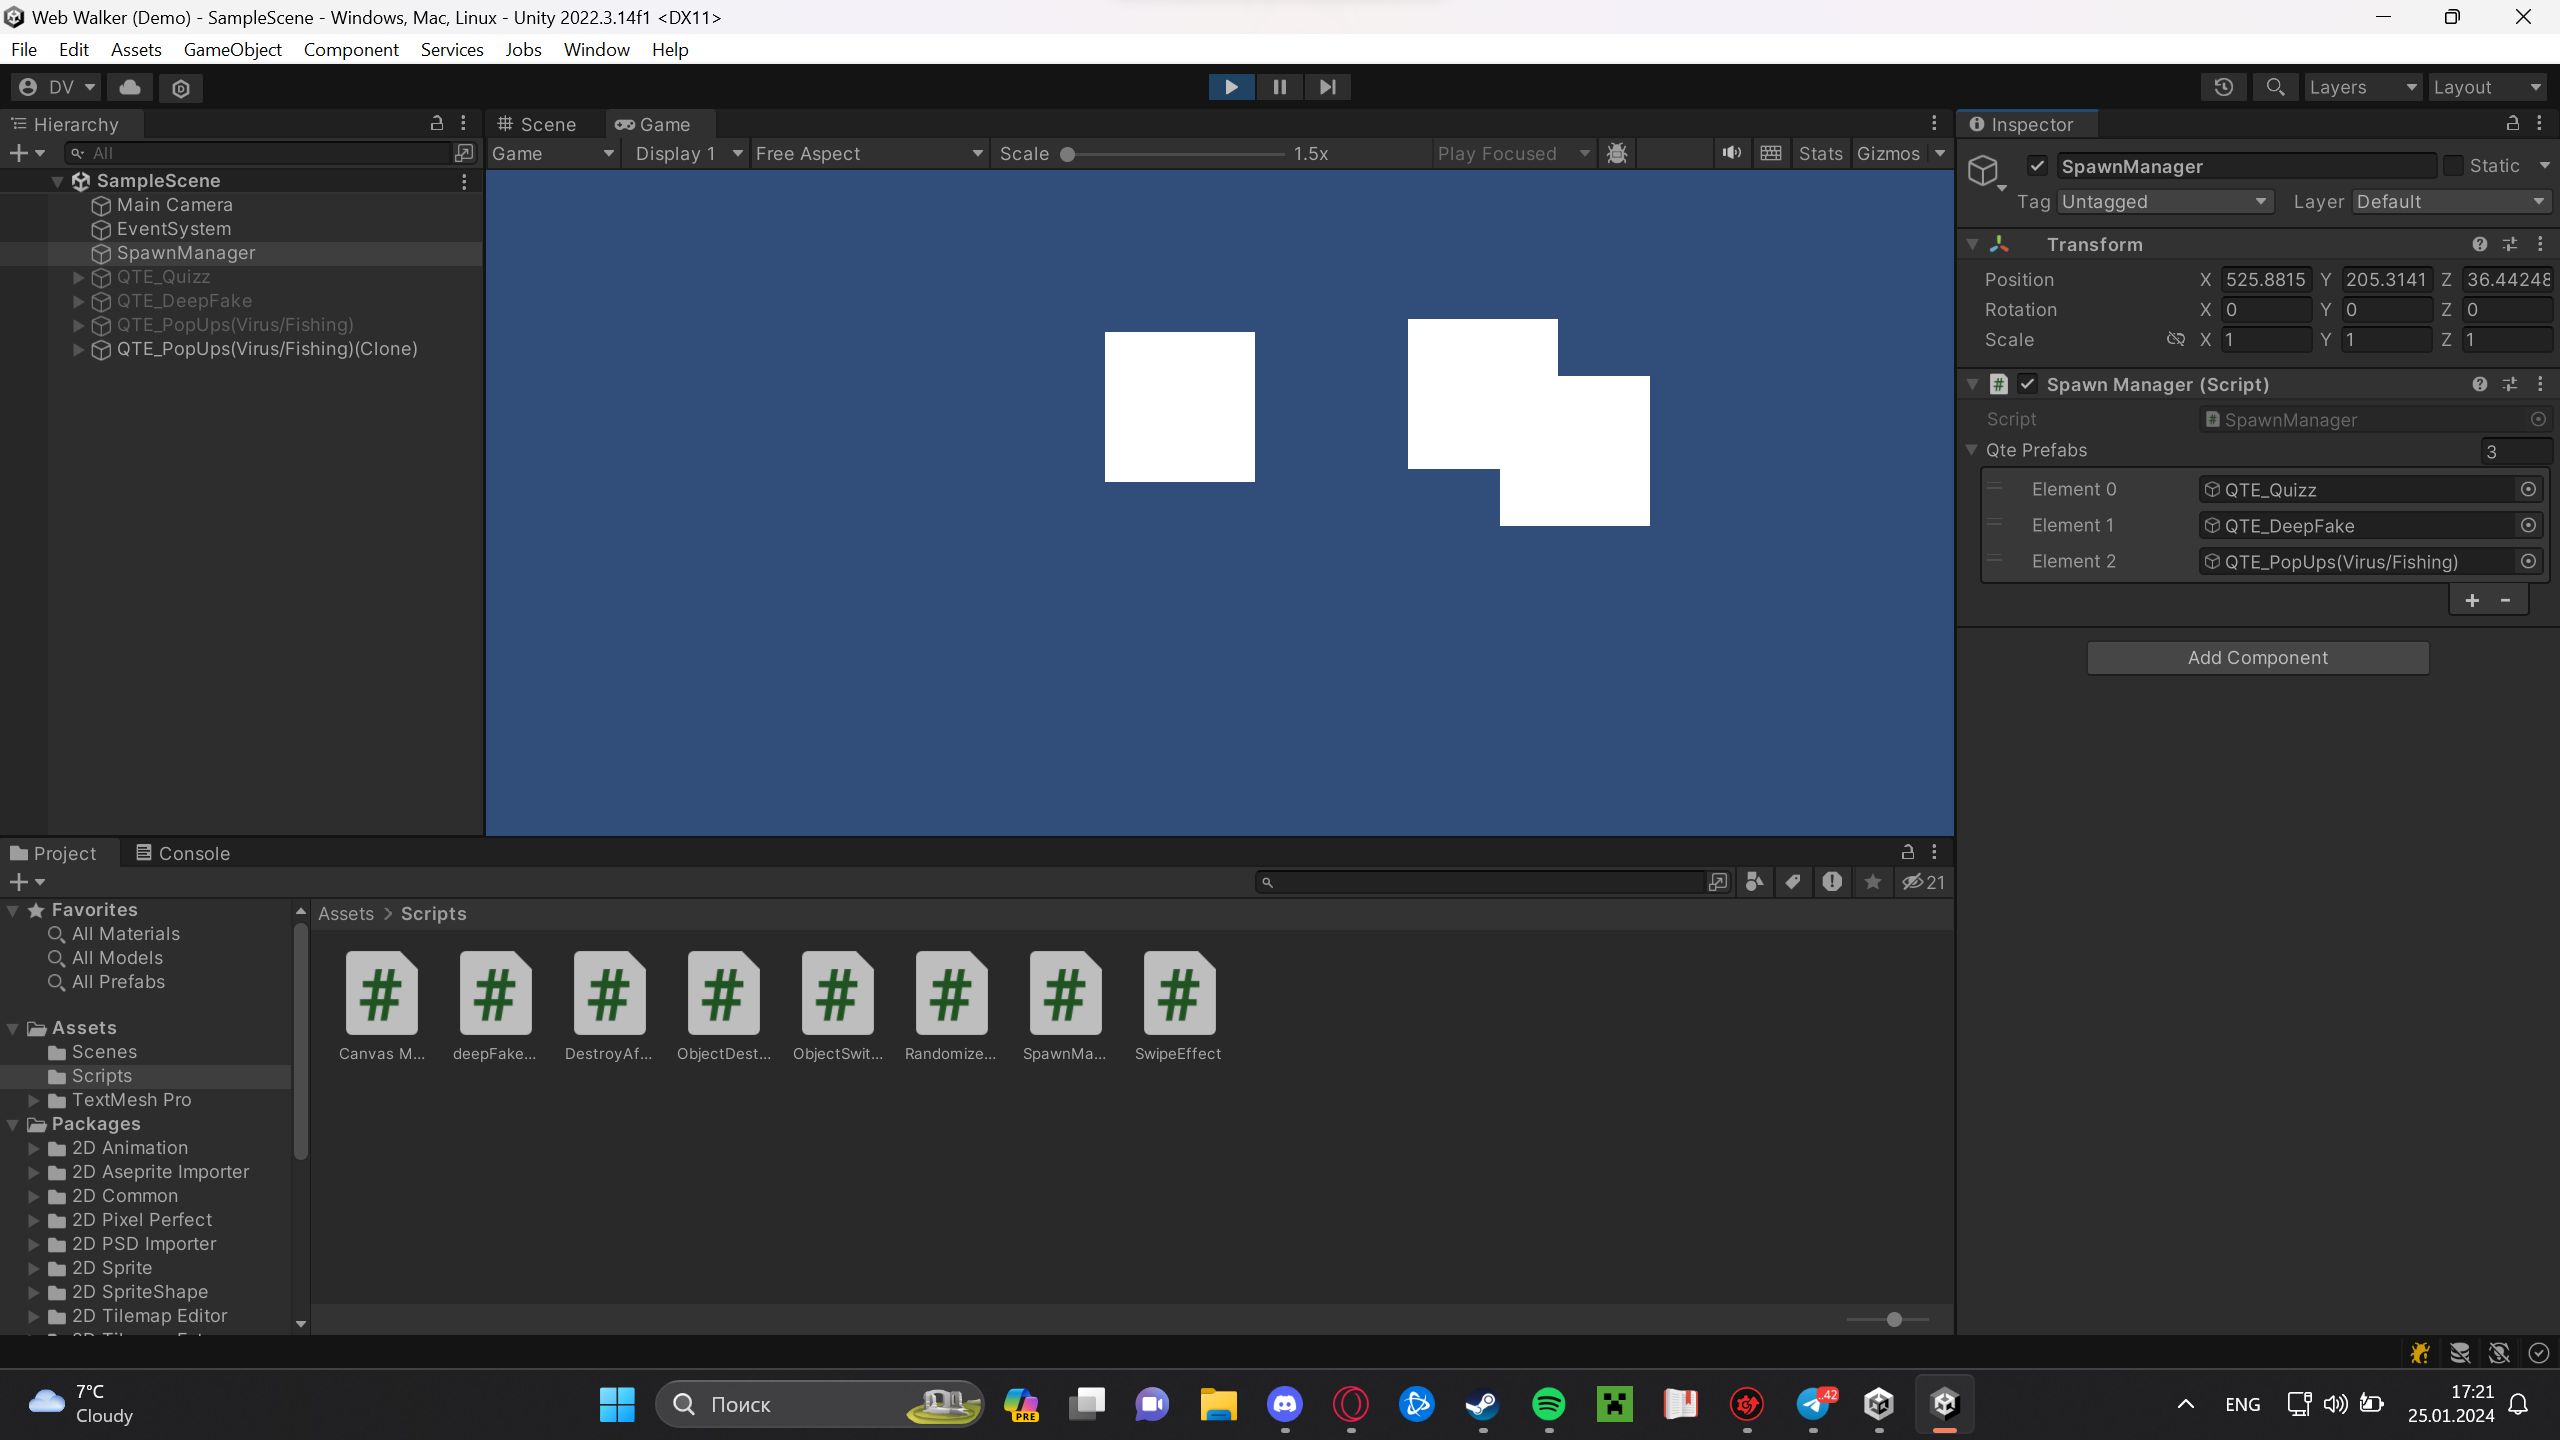 Web Walker (Demo) - SampleScene - Windows, Mac, Linux - Unity 2022.3.14f1 <DX11>
File Edit Assets GameObject Component Services Jobs Window Help
DV Layers Layout
Hierarchy
All
SampleScene
Main Camera
EventSystem
SpawnManager
QTE_Quizz
QTE_DeepFake
QTE_PopUps(Virus/Fishing)
QTE_PopUps(Virus/Fishing)(Clone)
Scene Game
Game Display 1 Free Aspect Scale 1.5x Play Focused Stats Gizmos
Inspector
SpawnManager Static
Tag Untagged Layer Default
Transform
Position X 525.8815 Y 205.3141 Z 36.44248
Rotation X 0 Y 0 Z 0
Scale X 1 Y 1 Z 1
Spawn Manager (Script)
Script SpawnManager
Qte Prefabs 3
Element 0 QTE_Quizz
Element 1 QTE_DeepFake
Element 2 QTE_PopUps(Virus/Fishing)
+ -
Add Component
Project Console
21
Favorites
All Materials
All Models
All Prefabs
Assets
Scenes
Scripts
TextMesh Pro
Packages
2D Animation
2D Aseprite Importer
2D Common
2D Pixel Perfect
2D PSD Importer
2D Sprite
2D SpriteShape
2D Tilemap Editor
Assets > Scripts
Canvas M... deepFake... DestroyAf... ObjectDest... ObjectSwit... Randomize... SpawnMa... SwipeEffect
7°C
Cloudy
Поиск
PRE
42
ENG
17:21
25.01.2024